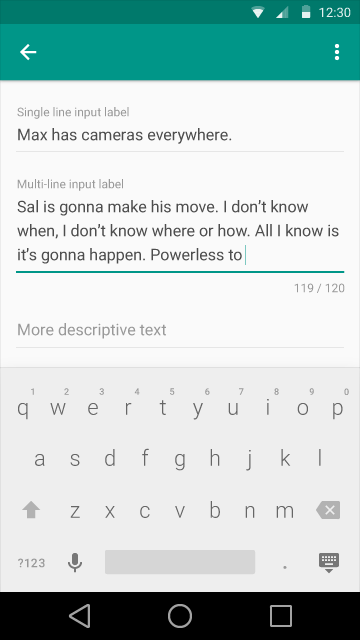 12:30
Single line input label
Max has cameras everywhere.
Multi-line input label
Sal is gonna make his move. I don’t know
when, I don’t know where or how. All I know is
it’s gonna happen. Powerless to
119 / 120
More descriptive text
1 2 3 4 5 6 7 8 9 0
q w e r t y u i o p
a s d f g h j k l
z x c v b n m
?123 .